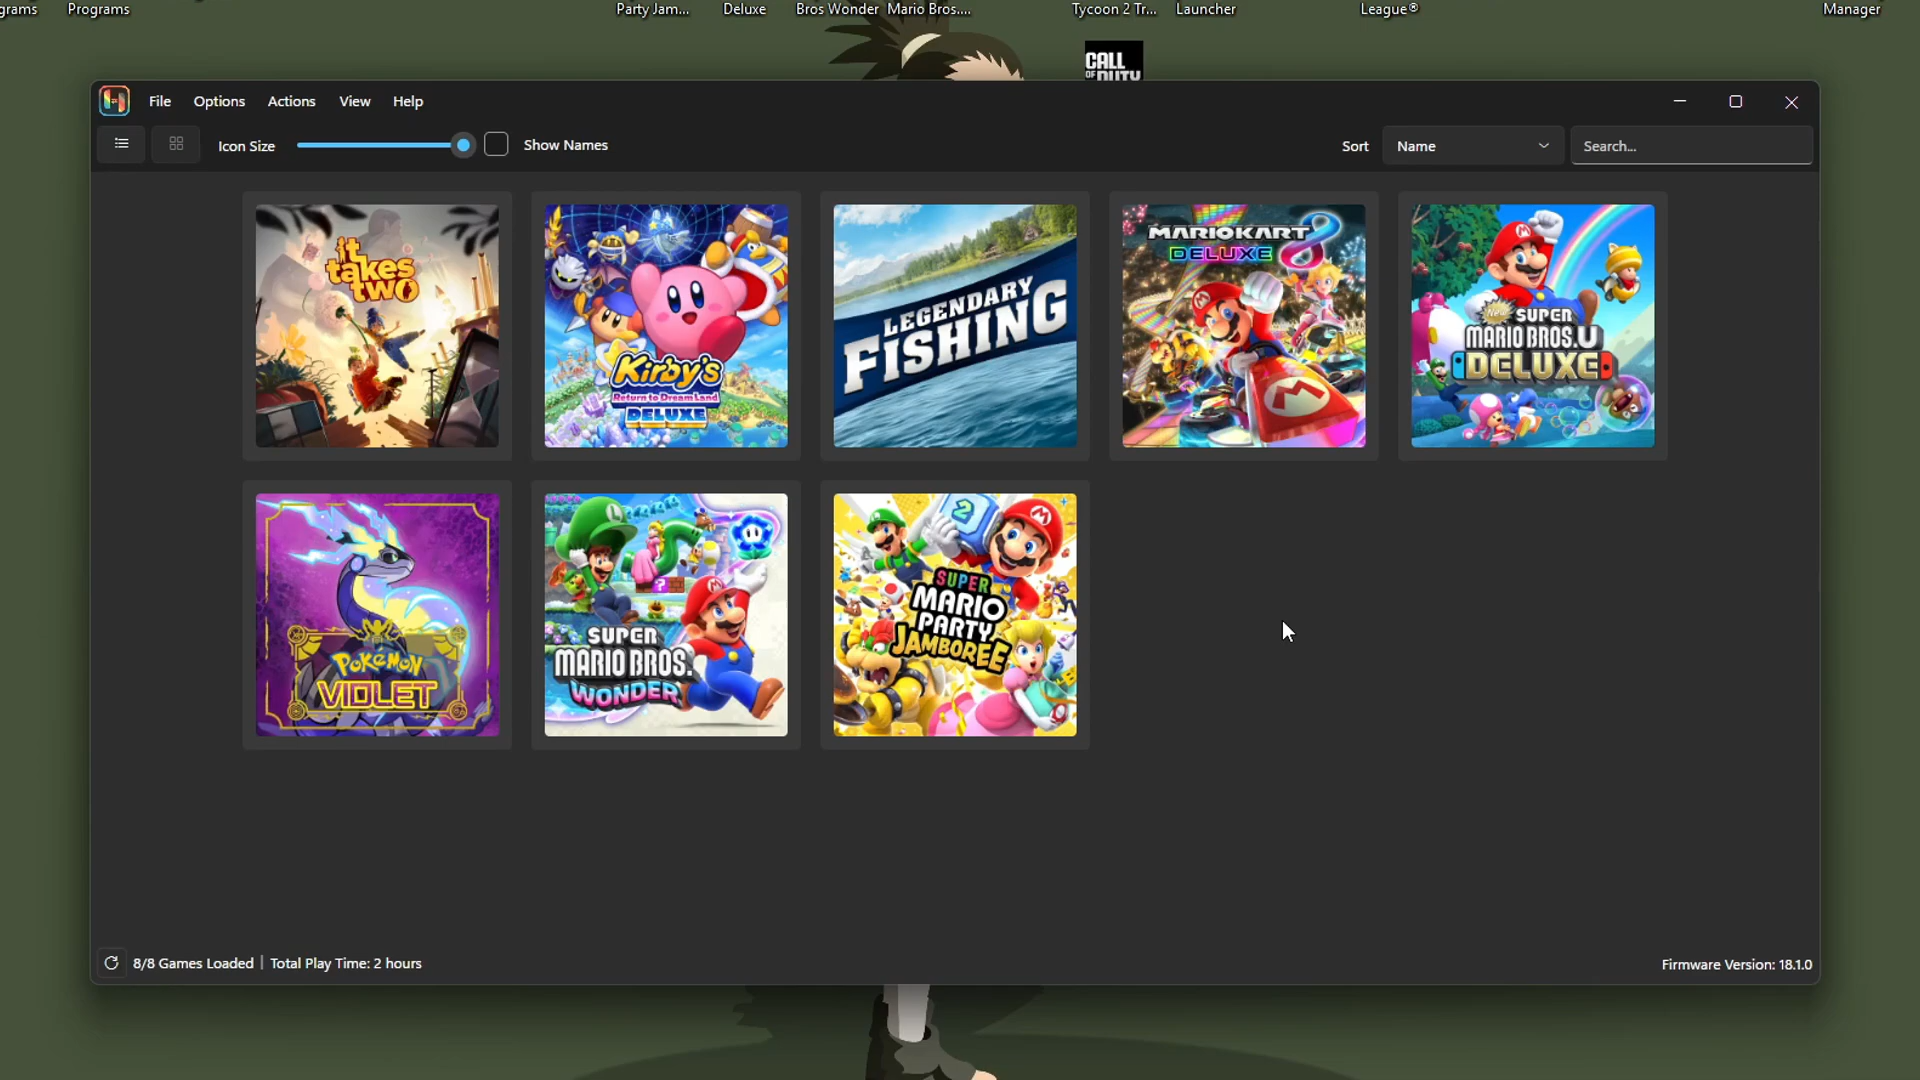 grams
Programs
Party Jam...
Deluxe
Bros Wonder
Mario Bros....
Tycoon 2 Tr...
Launcher
League®
Manager
CALL
OF DUTY
File
Options
Actions
View
Help
Icon Size
Show Names
Sort
Name
Search...
it
takes
two
Kirby's
Return to Dream Land
DELUXE
LEGENDARY
FISHING
MARIOKART 8
DELUXE
M
New SUPER
MARIO BROS. U
DELUXE
POKéMON
VIOLET
SUPER
MARIO BROS.
WONDER
2
SUPER
MARIO
PARTY
JAMBOREE
8/8 Games Loaded | Total Play Time: 2 hours
Firmware Version: 18.1.0